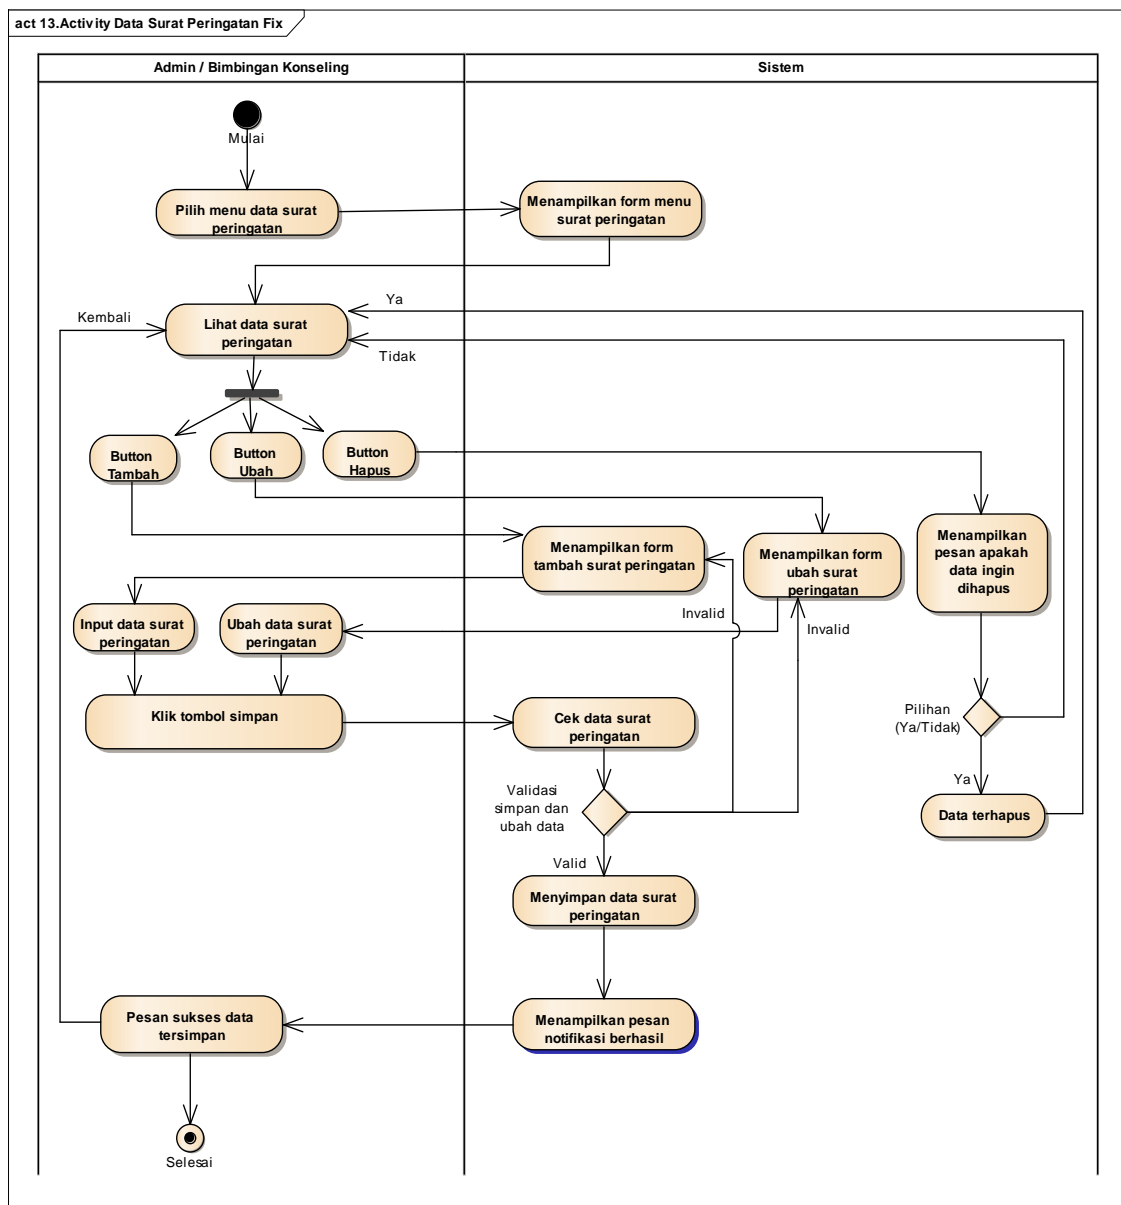 act 13.Activity Data Surat Peringatan Fix
Admin / Bimbingan Konseling
Sistem
Mulai
Pilih menu data surat
peringatan
Menampilkan form menu
surat peringatan
Ya
Kembali
Lihat data surat
peringatan
Tidak
Button
Tambah
Button
Ubah
Button
Hapus
Menampilkan form
tambah surat peringatan
Menampilkan form
ubah surat
peringatan
Menampilkan
pesan apakah
data ingin
dihapus
Input data surat
peringatan
Ubah data surat
peringatan
Invalid
Invalid
Klik tombol simpan
Cek data surat
peringatan
Pilihan
(Ya/Tidak)
Ya
Validasi
simpan dan
ubah data
Data terhapus
Valid
Menyimpan data surat
peringatan
Pesan sukses data
tersimpan
Menampilkan pesan
notifikasi berhasil
Selesai